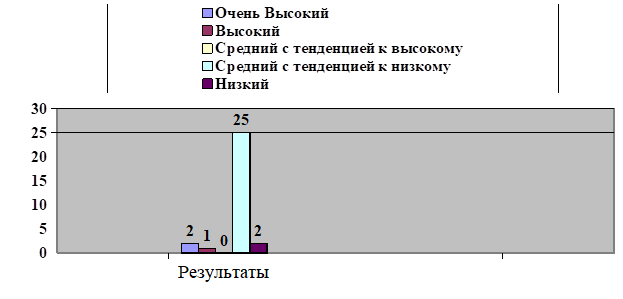 Очень Высокий
Высокий
Средний с тенденцией к высокому
Средний с тенденцией к низкому
Низкий
30
25
20
15
10
5
0
2
1
0
25
2
Результаты